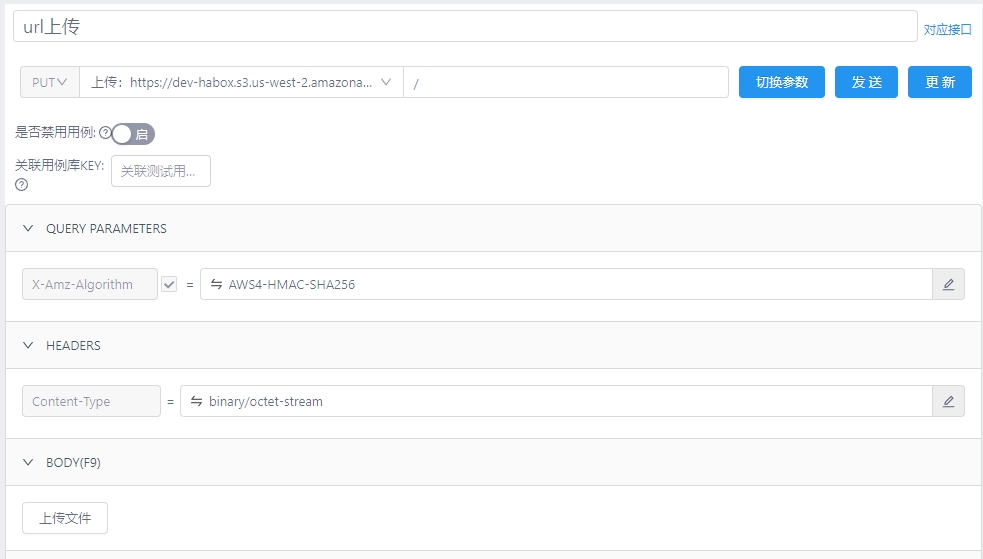 url上传
对应接口
PUT 上传：https://dev-habox.s3.us-west-2.amazona... / 切换参数 发 送 更 新
是否禁用用例: 启
关联用例库KEY: 关联测试用...
QUERY PARAMETERS
X-Amz-Algorithm = AWS4-HMAC-SHA256
HEADERS
Content-Type = binary/octet-stream
BODY(F9)
上传文件